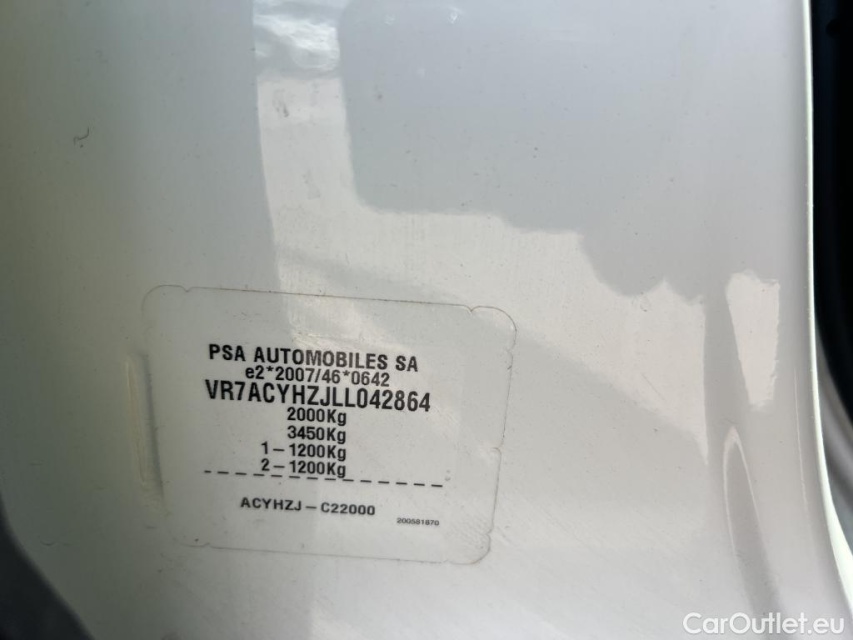 PSA AUTOMOBILES SA
e2*2007/46*0642
VR7ACYHZJLL042864
2000Kg
3450Kg
1-1200Kg
2-1200Kg
ACYHZJ-C22000
200581870
CarOutlet.eu